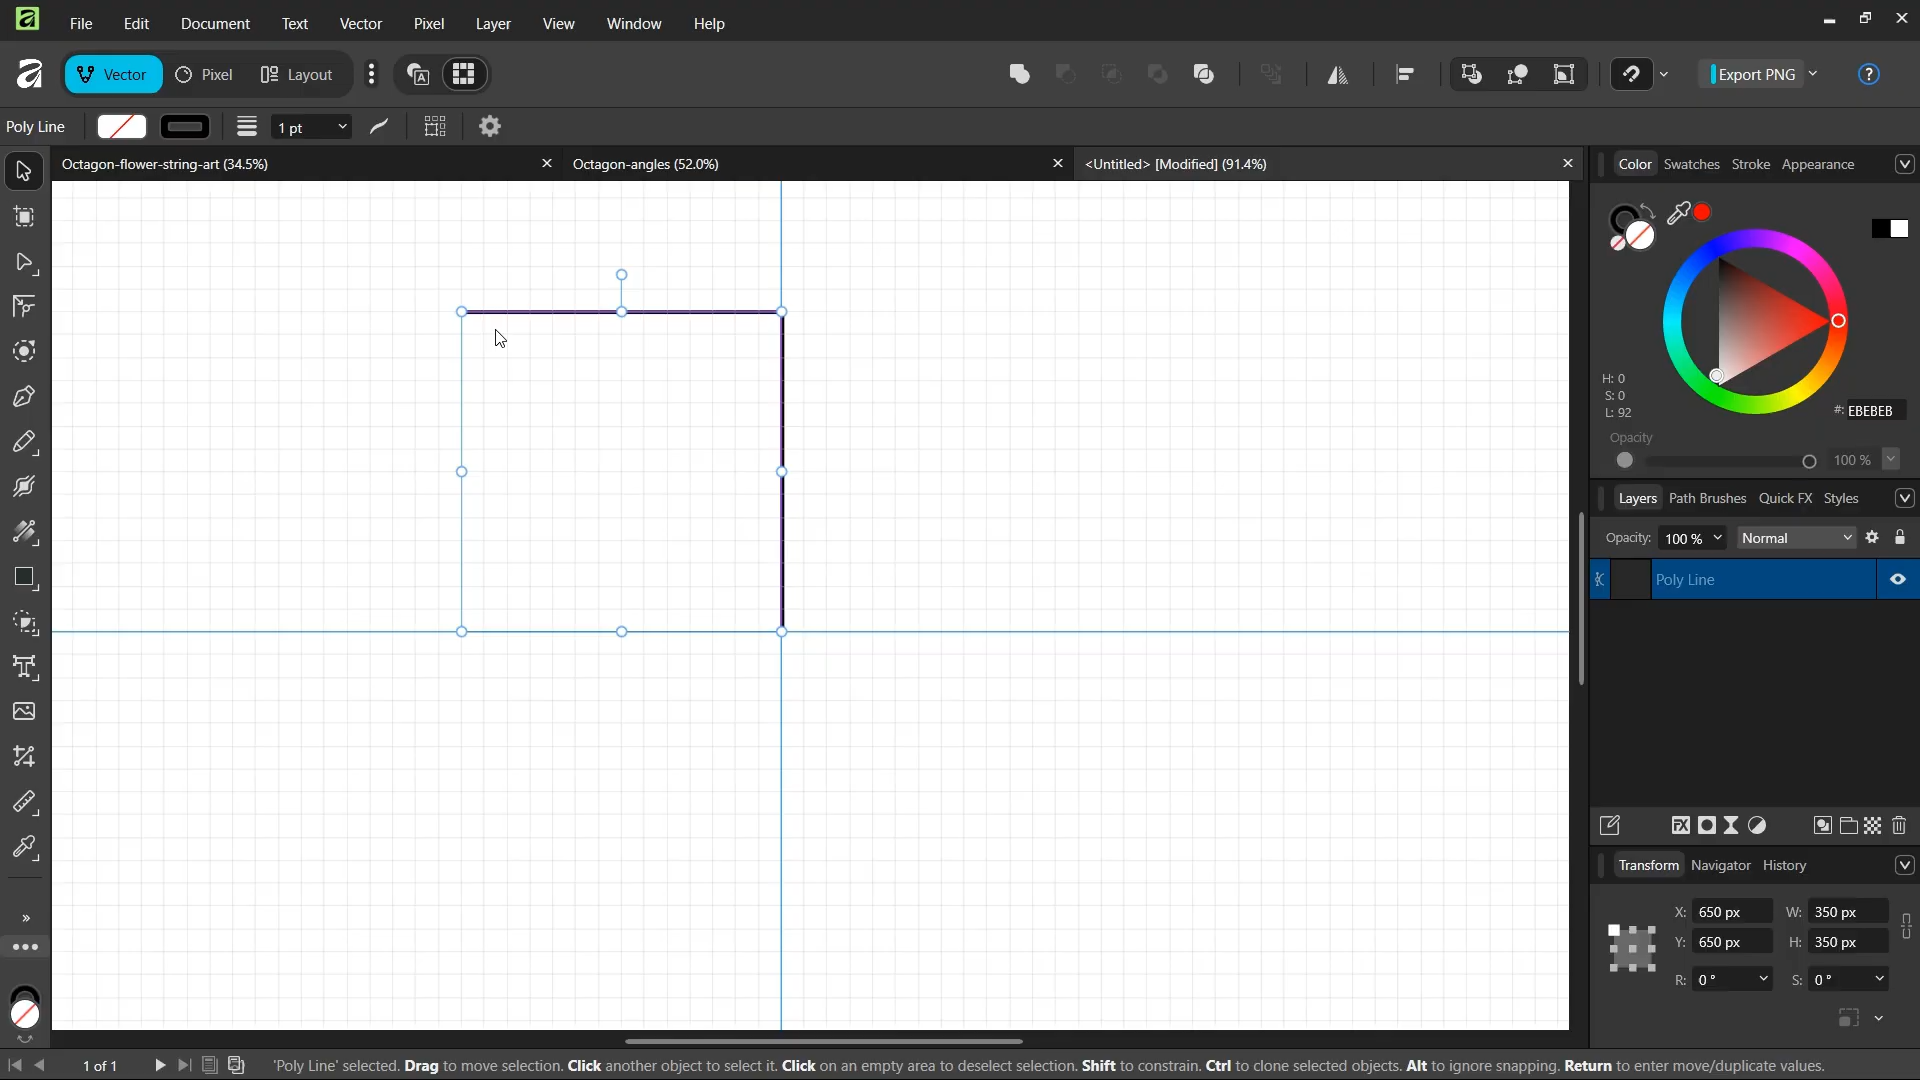 File Edit Document Text Vector Pixel Layer View Window Help
Vector Pixel Layout Export PNG
Poly Line 1 pt
Octagon-flower-string-art (34.5%) Octagon-angles (52.0%) <Untitled> [Modified] (91.4%)
Color Swatches Stroke Appearance
H: 0
S: 0
L: 92
#: EBEBEB
Opacity
100 %
Layers Path Brushes Quick FX Styles
Opacity: 100 % Normal
Poly Line
Transform Navigator History
X: 650 px W: 350 px
Y: 650 px H: 350 px
R: 0 ° S: 0 °
1 of 1 'Poly Line' selected. Drag to move selection. Click another object to select it. Click on an empty area to deselect selection. Shift to constrain. Ctrl to clone selected objects. Alt to ignore snapping. Return to enter move/duplicate values.